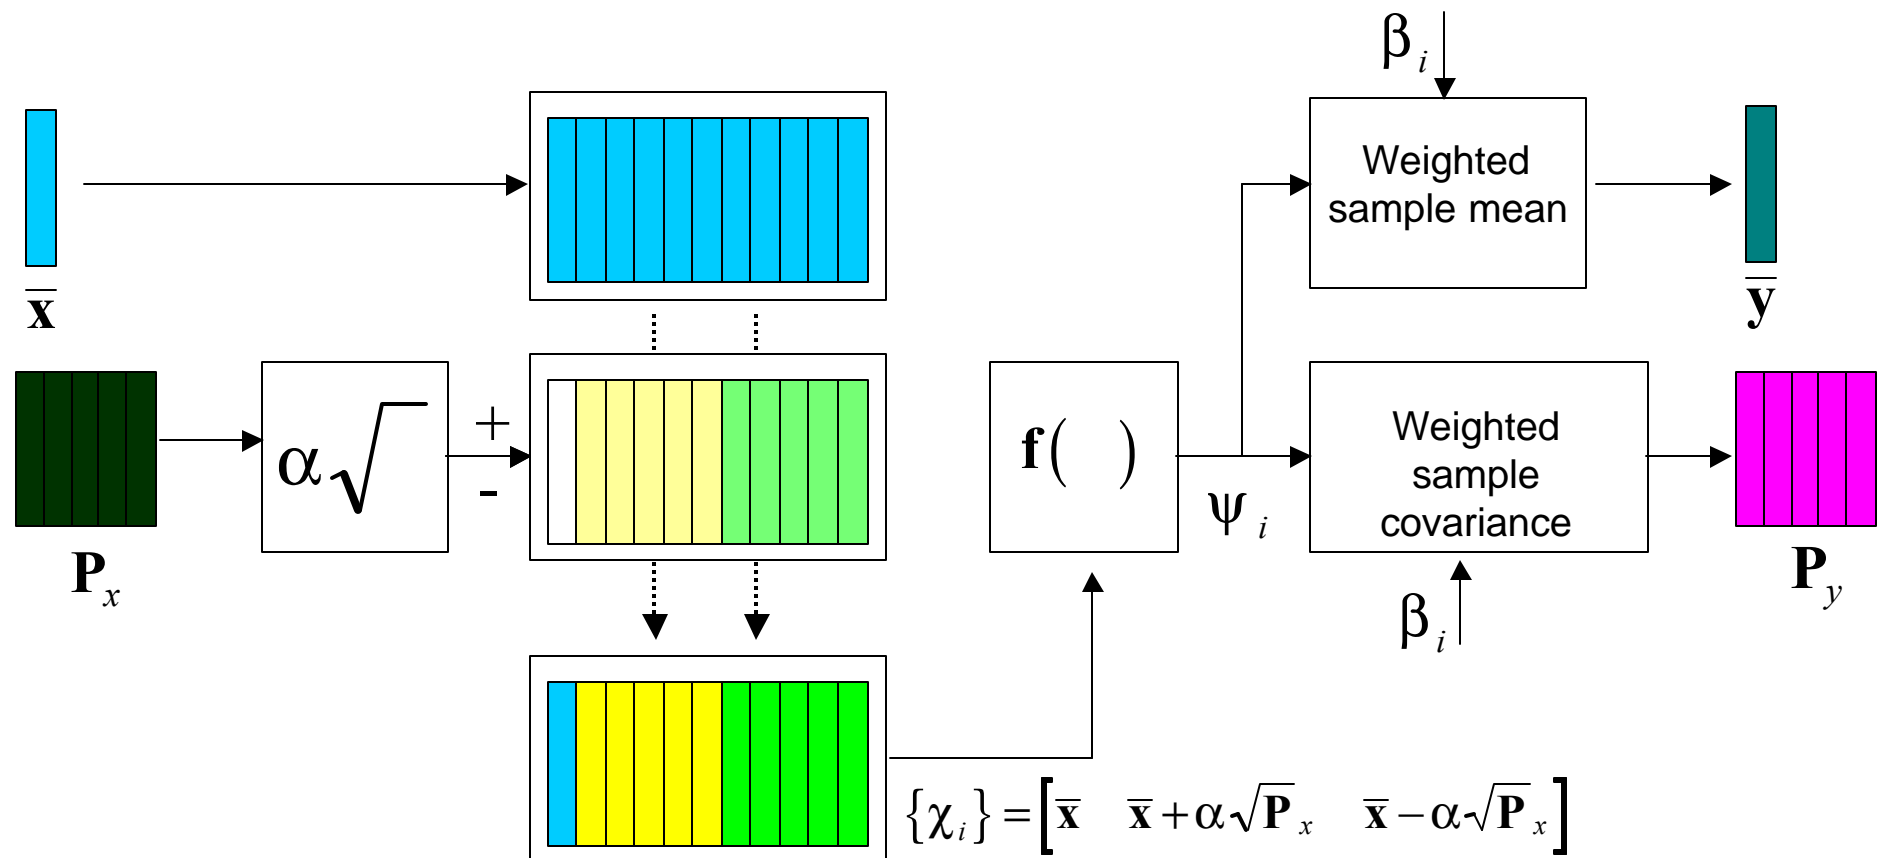 β_i
Weighted
sample mean
x̄
ȳ
α√
+
-
f( )
ψ_i
Weighted
sample
covariance
P_x
P_y
β_i
{χ_i} = [x̄ x̄ + α√P_x x̄ − α√P_x]